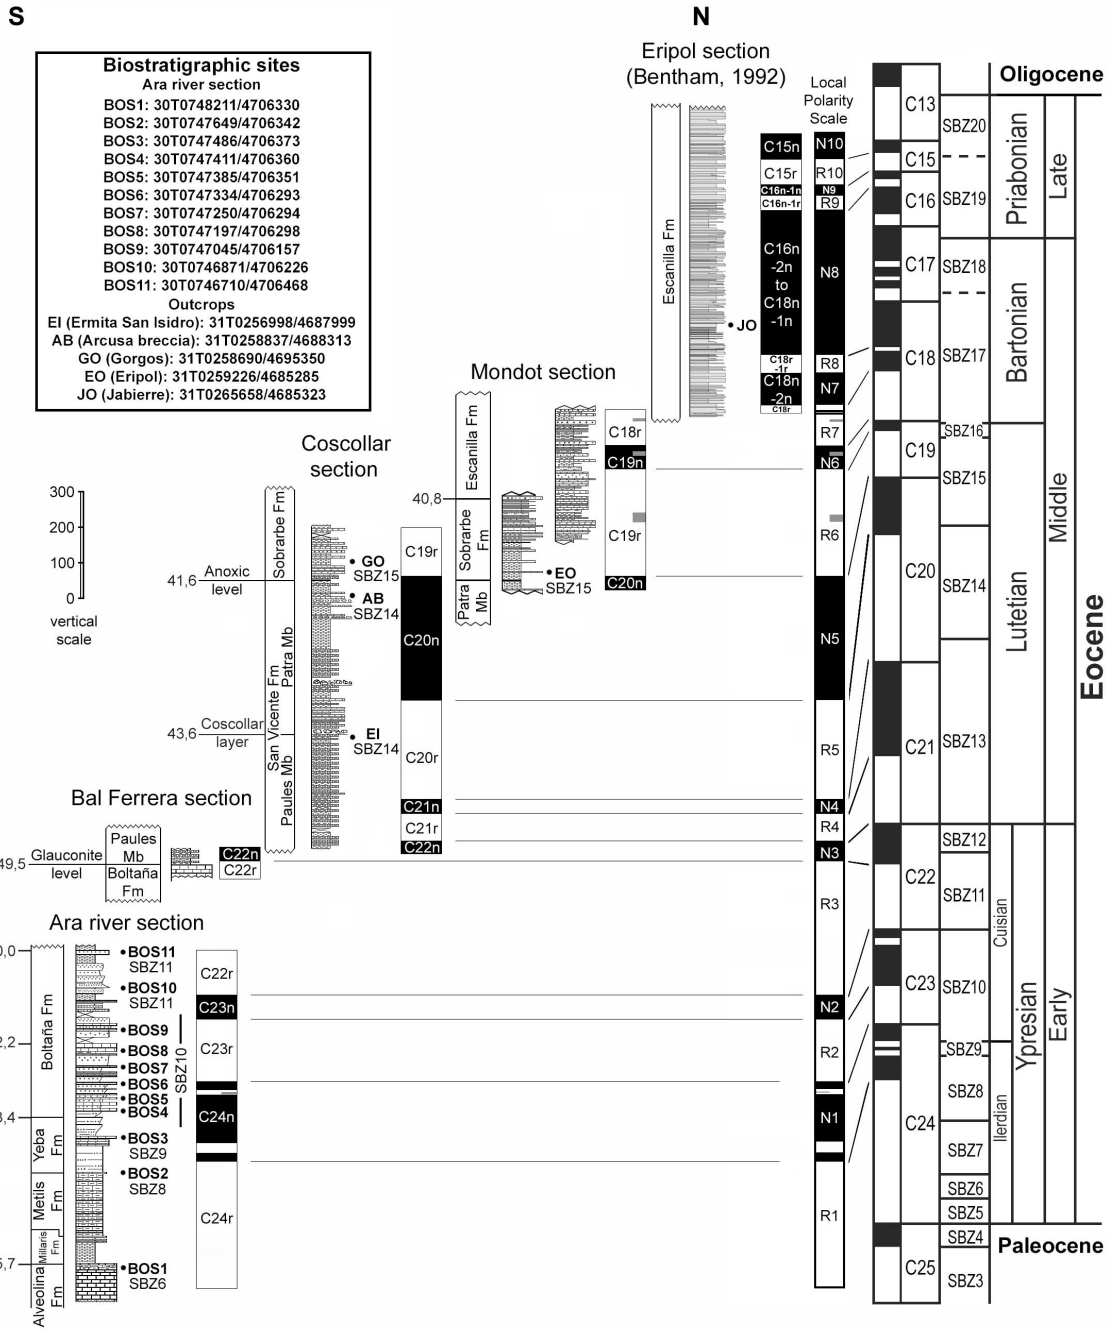 S
N
Biostratigraphic sites
Ara river section
BOS1: 30T0748211/4706330
BOS2: 30T0747649/4706342
BOS3: 30T0747486/4706373
BOS4: 30T0747411/4706360
BOS5: 30T0747385/4706351
BOS6: 30T0747334/4706293
BOS7: 30T0747250/4706294
BOS8: 30T0747197/4706298
BOS9: 30T0747045/4706157
BOS10: 30T0746871/4706226
BOS11: 30T0746710/4706468
Outcrops
EI (Ermita San Isidro): 31T0256998/4687999
AB (Arcusa breccia): 31T0258837/4688313
GO (Gorgos): 31T0258690/4695350
EO (Eripol): 31T0259226/4685285
JO (Jabierre): 31T0265658/4685323
Eripol section
(Bentham, 1992)
Escanilla Fm
JO
C15n
C15r
C16n-1n
C16n-1r
C16n
-2n
to
C18n
-1n
C18r
-1r
C18n
-2n
C18r
Local
Polarity
Scale
N10
R10
N9
R9
N8
R8
N7
R7
N6
R6
N5
R5
N4
R4
N3
R3
N2
R2
N1
R1
Mondot section
Escanilla Fm
40,8
Sobrarbe
Fm
Patra
Mb
EO
SBZ15
C18r
C19n
C19r
C20n
Coscollar
section
300
200
100
0
vertical
scale
Sobrarbe Fm
41,6
Anoxic
level
San Vicente Fm
Patra Mb
43,6
Coscollar
layer
Paules Mb
GO
SBZ15
AB
SBZ14
EI
SBZ14
C19r
C20n
C20r
C21n
C21r
C22n
Bal Ferrera section
49,5
Glauconite
level
Paules
Mb
Boltaña
Fm
C22n
C22r
Ara river section
0,0
2,2
3,4
5,7
Boltaña Fm
Yeba
Fm
Metils
Fm
Millaris
Fm
Alveolina
Fm
BOS11
SBZ11
BOS10
SBZ11
BOS9
BOS8
BOS7
BOS6
BOS5
BOS4
SBZ10
BOS3
SBZ9
BOS2
SBZ8
BOS1
SBZ6
C22r
C23n
C23r
C24n
C24r
C13
C15
C16
C17
C18
C19
C20
C21
C22
C23
C24
C25
SBZ20
SBZ19
SBZ18
SBZ17
SBZ16
SBZ15
SBZ14
SBZ13
SBZ12
SBZ11
SBZ10
SBZ9
SBZ8
SBZ7
SBZ6
SBZ5
SBZ4
SBZ3
Oligocene
Priabonian
Late
Bartonian
Lutetian
Middle
Cuisian
Ilerdian
Ypresian
Early
Eocene
Paleocene